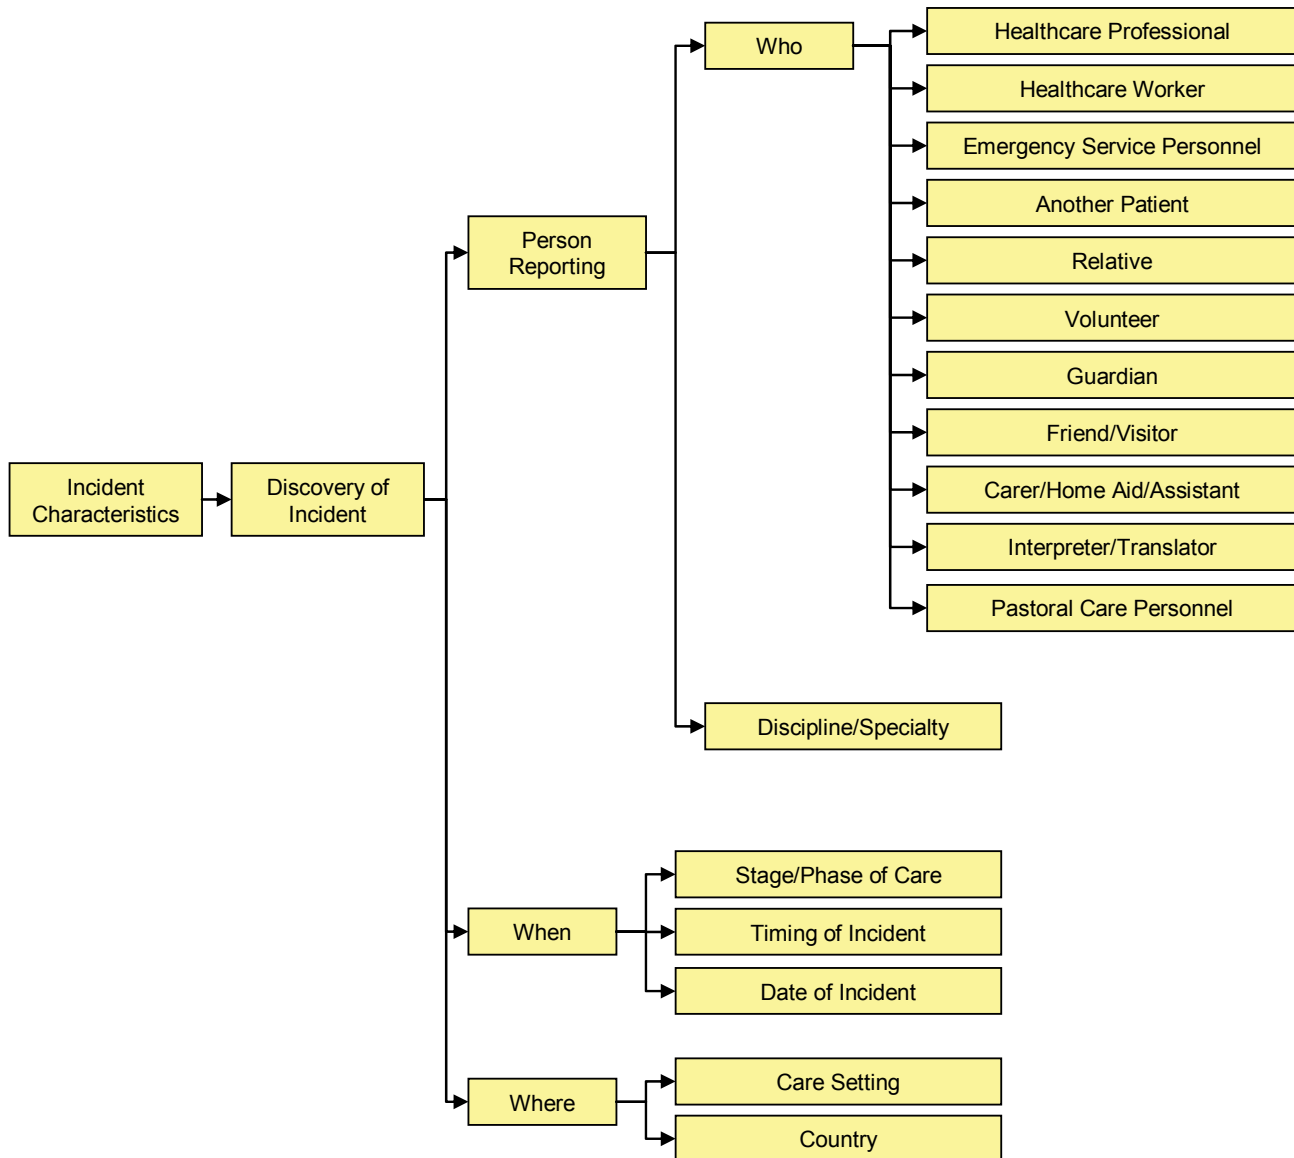 Who
Healthcare Professional
Healthcare Worker
Emergency Service Personnel
Another Patient
Person
Reporting
Relative
Volunteer
Guardian
Friend/Visitor
Incident
Characteristics
Discovery of
Incident
Carer/Home Aid/Assistant
Interpreter/Translator
Pastoral Care Personnel
Discipline/Specialty
Stage/Phase of Care
When
Timing of Incident
Date of Incident
Care Setting
Where
Country